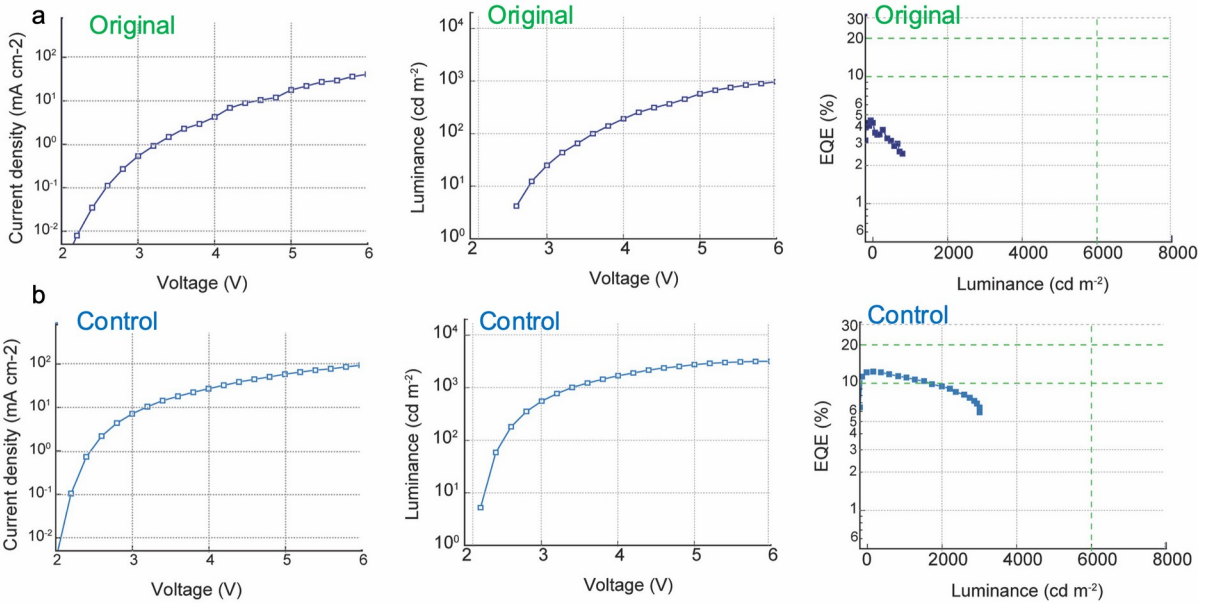 a
Original
Original
Original
Current density (mA cm-2)
10²
10¹
10⁰
10⁻¹
10⁻²
2 3 4 5 6
Voltage (V)
Luminance (cd m⁻²)
10⁴
10³
10²
10¹
10⁰
2 3 4 5 6
Voltage (V)
EQE (%)
30
20
10
6
5
4
3
2
1
6
0 2000 4000 6000 8000
Luminance (cd m⁻²)
b
Control
Control
Control
Current density (mA cm-2)
10²
10¹
10⁰
10⁻¹
10⁻²
2 3 4 5 6
Voltage (V)
Luminance (cd m⁻²)
10⁴
10³
10²
10¹
10⁰
2 3 4 5 6
Voltage (V)
EQE (%)
30
20
10
6
5
4
3
2
1
6
0 2000 4000 6000 8000
Luminance (cd m⁻²)